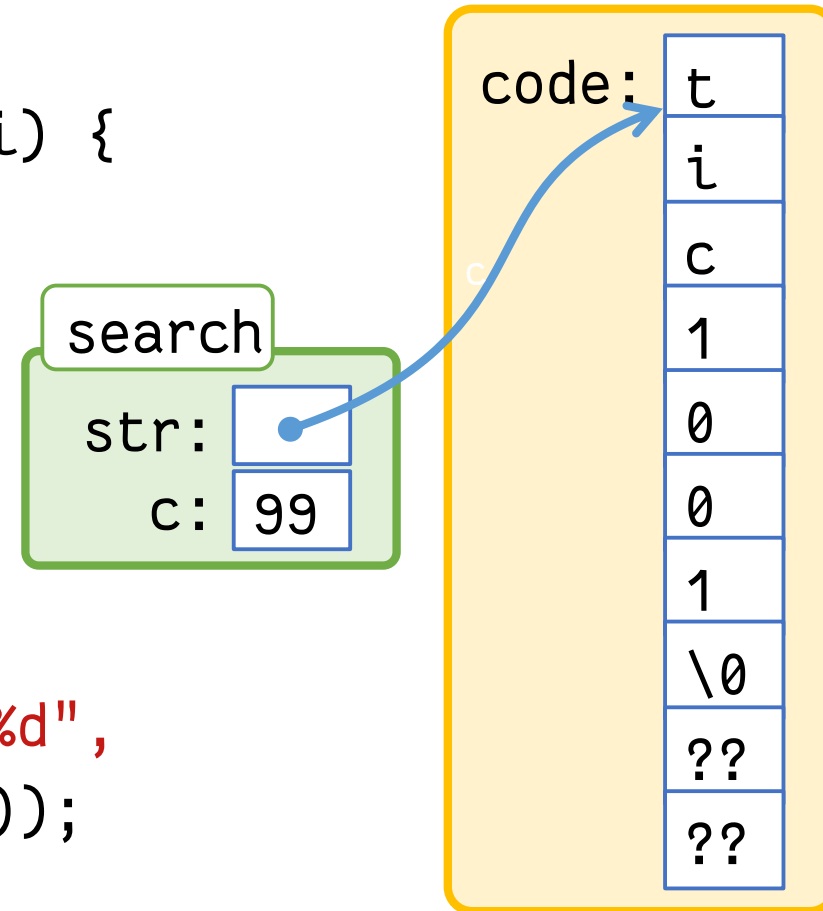 i) {
search
str:
c: 99
%d",
));
code: t
i
c
c
1
0
0
1
\0
??
??